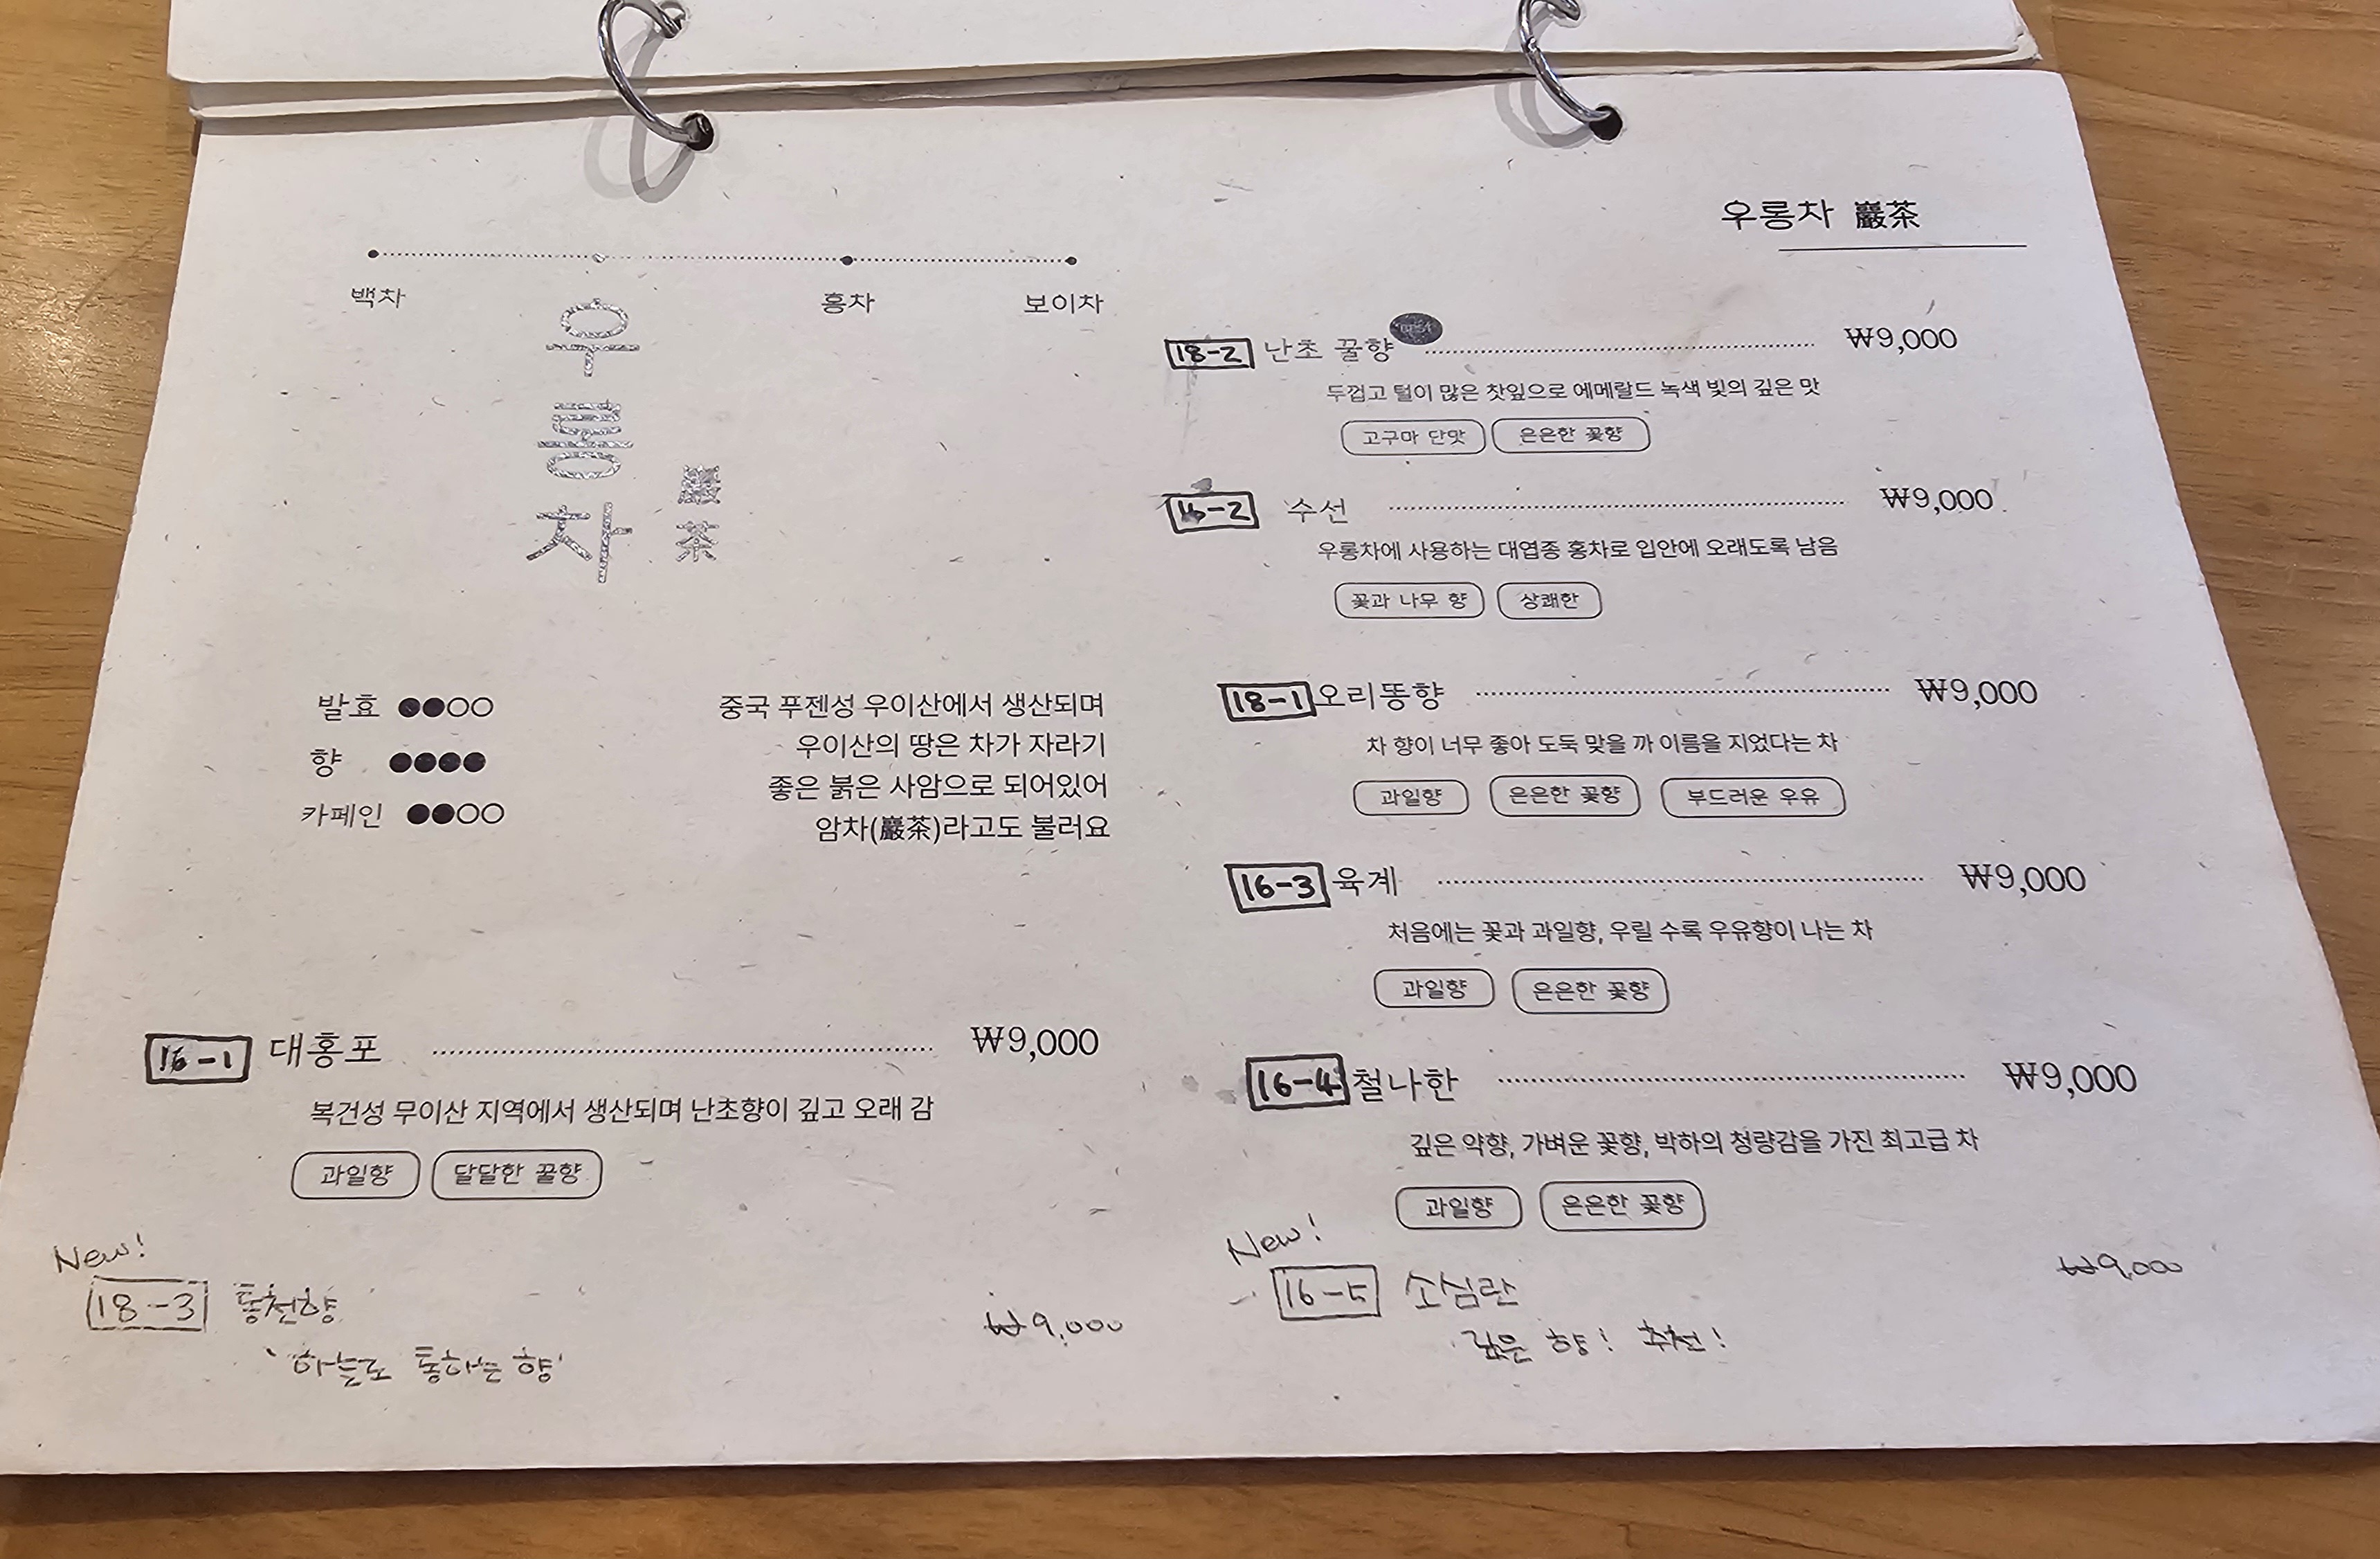 백차
홍차
보이차
우롱차
巖茶
발효
향
카페인
중국 푸젠성 우이산에서 생산되며
우이산의 땅은 차가 자라기
좋은 붉은 사암으로 되어있어
암차(巖茶)라고도 불러요
16-1 대홍포 ₩9,000
복건성 무이산 지역에서 생산되며 난초향이 깊고 오래 감
과일향 달달한 꿀향
New!
18-3 통천향 ₩9,000
하늘로 통하는 향
우롱차 巖茶
18-2 난초 꿀향 BEST ₩9,000
두껍고 털이 많은 찻잎으로 에메랄드 녹색 빛의 깊은 맛
고구마 단맛 은은한 꽃향
16-2 수선 ₩9,000
우롱차에 사용하는 대엽종 홍차로 입안에 오래도록 남음
꽃과 나무 향 상쾌한
18-1 오리똥향 ₩9,000
차 향이 너무 좋아 도둑 맞을 까 이름을 지었다는 차
과일향 은은한 꽃향 부드러운 우유
16-3 육계 ₩9,000
처음에는 꽃과 과일향, 우릴 수록 우유향이 나는 차
과일향 은은한 꽃향
16-4 철나한 ₩9,000
깊은 약향, 가벼운 꽃향, 박하의 청량감을 가진 최고급 차
과일향 은은한 꽃향
New!
16-5 소심란 ₩9,000
깊은 향! 추천!